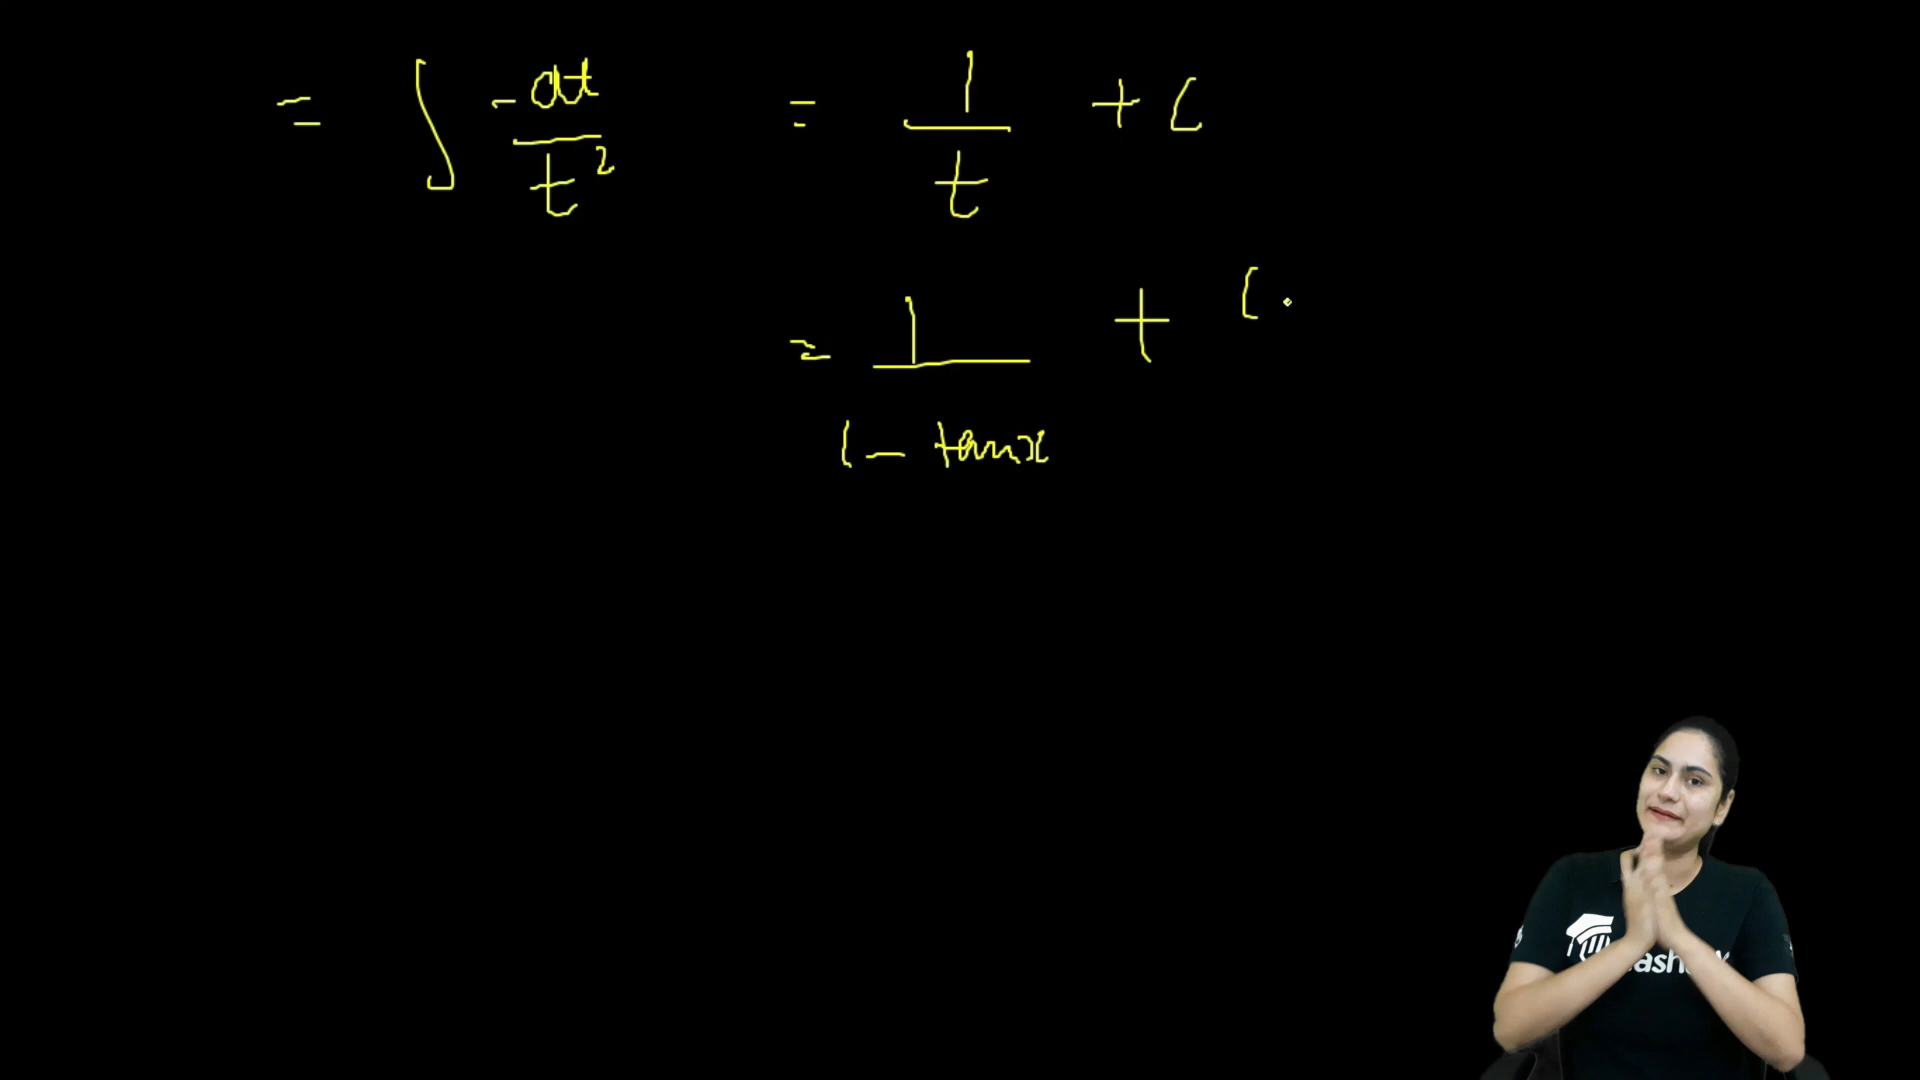 = ∫ -dt/t² = 1/t + C
= 1/(1 - tanx) + C.